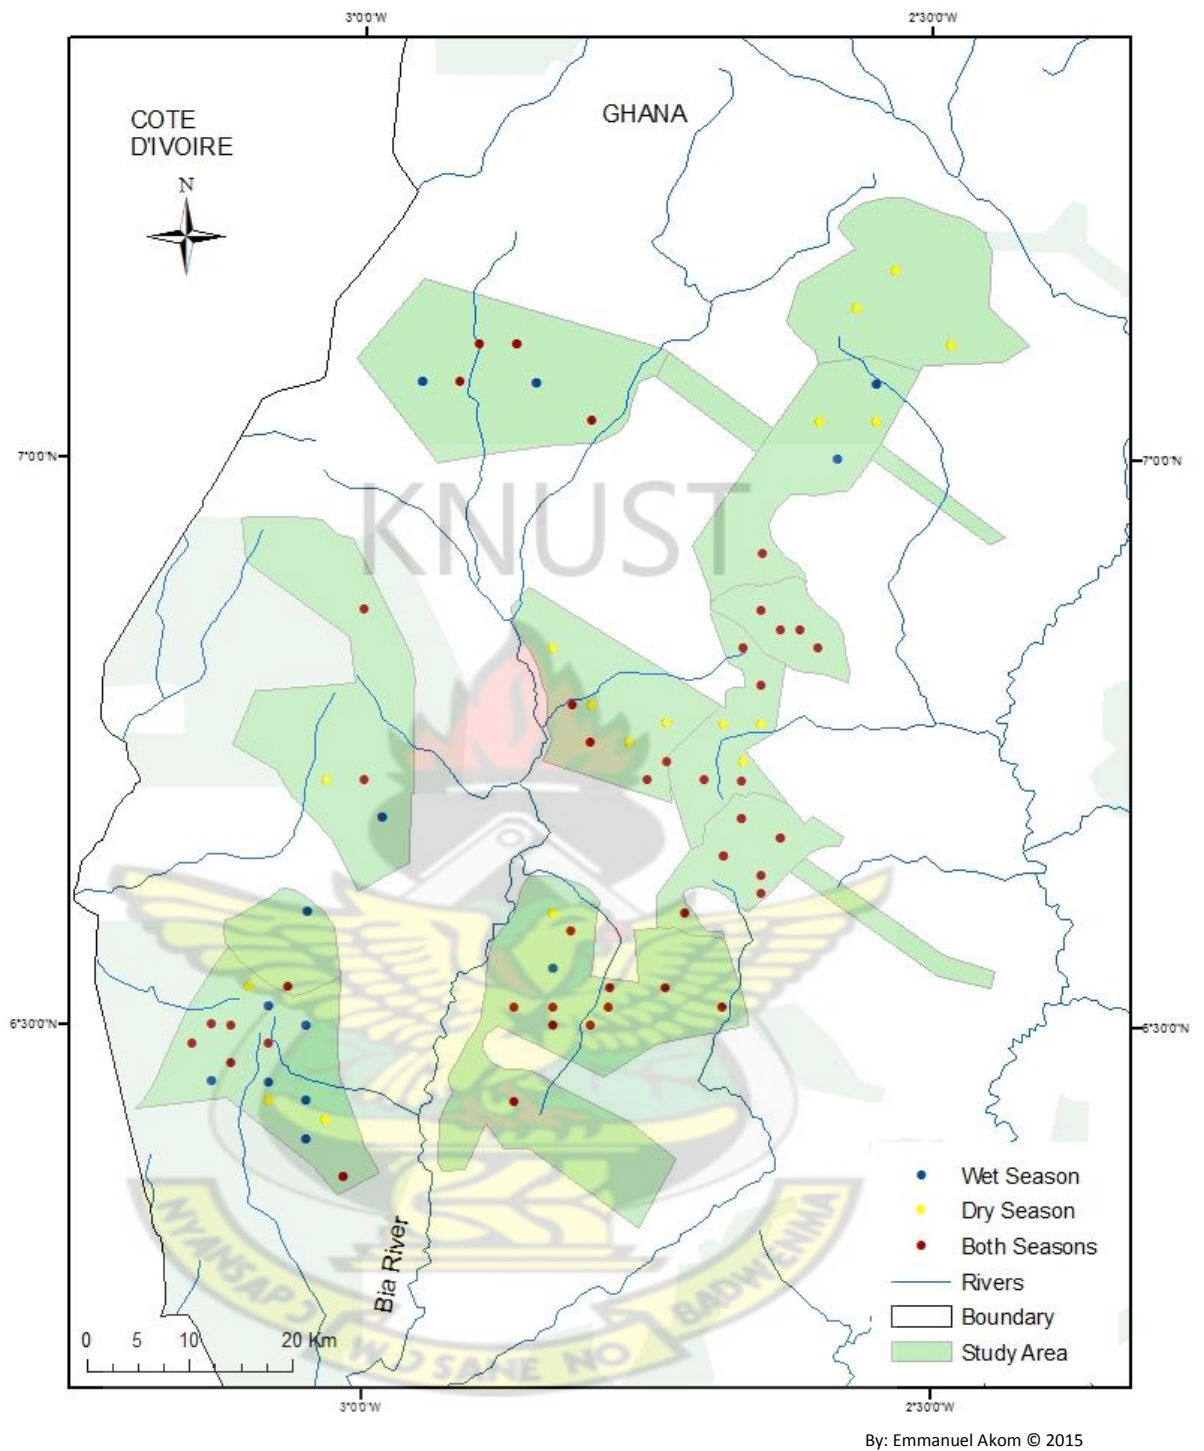 3°0'0"W 2°30'0"W
COTE
D'IVOIRE
GHANA
N
7°0'0"N 7°0'0"N
KNUST
6°30'0"N 6°30'0"N
Wet Season
Dry Season
Both Seasons
Rivers
Boundary
Study Area
Bia River
NYANSAPƆ WƆ SANE NO BADWENMA
0 5 10 20 Km
3°0'0"W 2°30'0"W
By: Emmanuel Akom © 2015